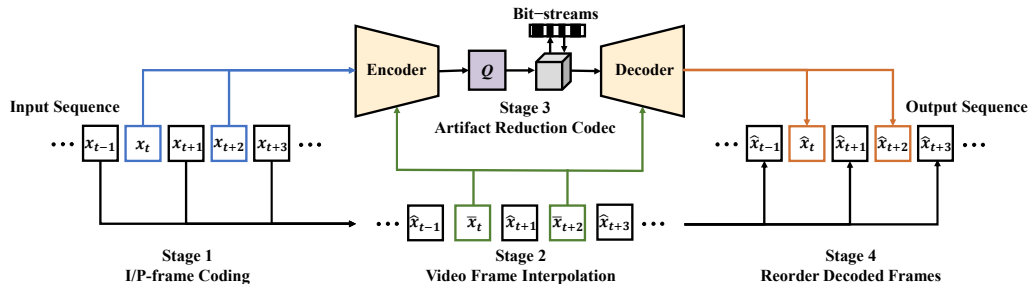 Bit−streams
Encoder
Q
Decoder
Stage 3
Artifact Reduction Codec
Input Sequence
Output Sequence
... x_{t−1} x_t x_{t+1} x_{t+2} x_{t+3} ...
... x̂_{t−1} x̂_t x̂_{t+1} x̂_{t+2} x̂_{t+3} ...
... x̂_{t−1} x̅_t x̂_{t+1} x̅_{t+2} x̂_{t+3} ...
Stage 1
I/P-frame Coding
Stage 2
Video Frame Interpolation
Stage 4
Reorder Decoded Frames